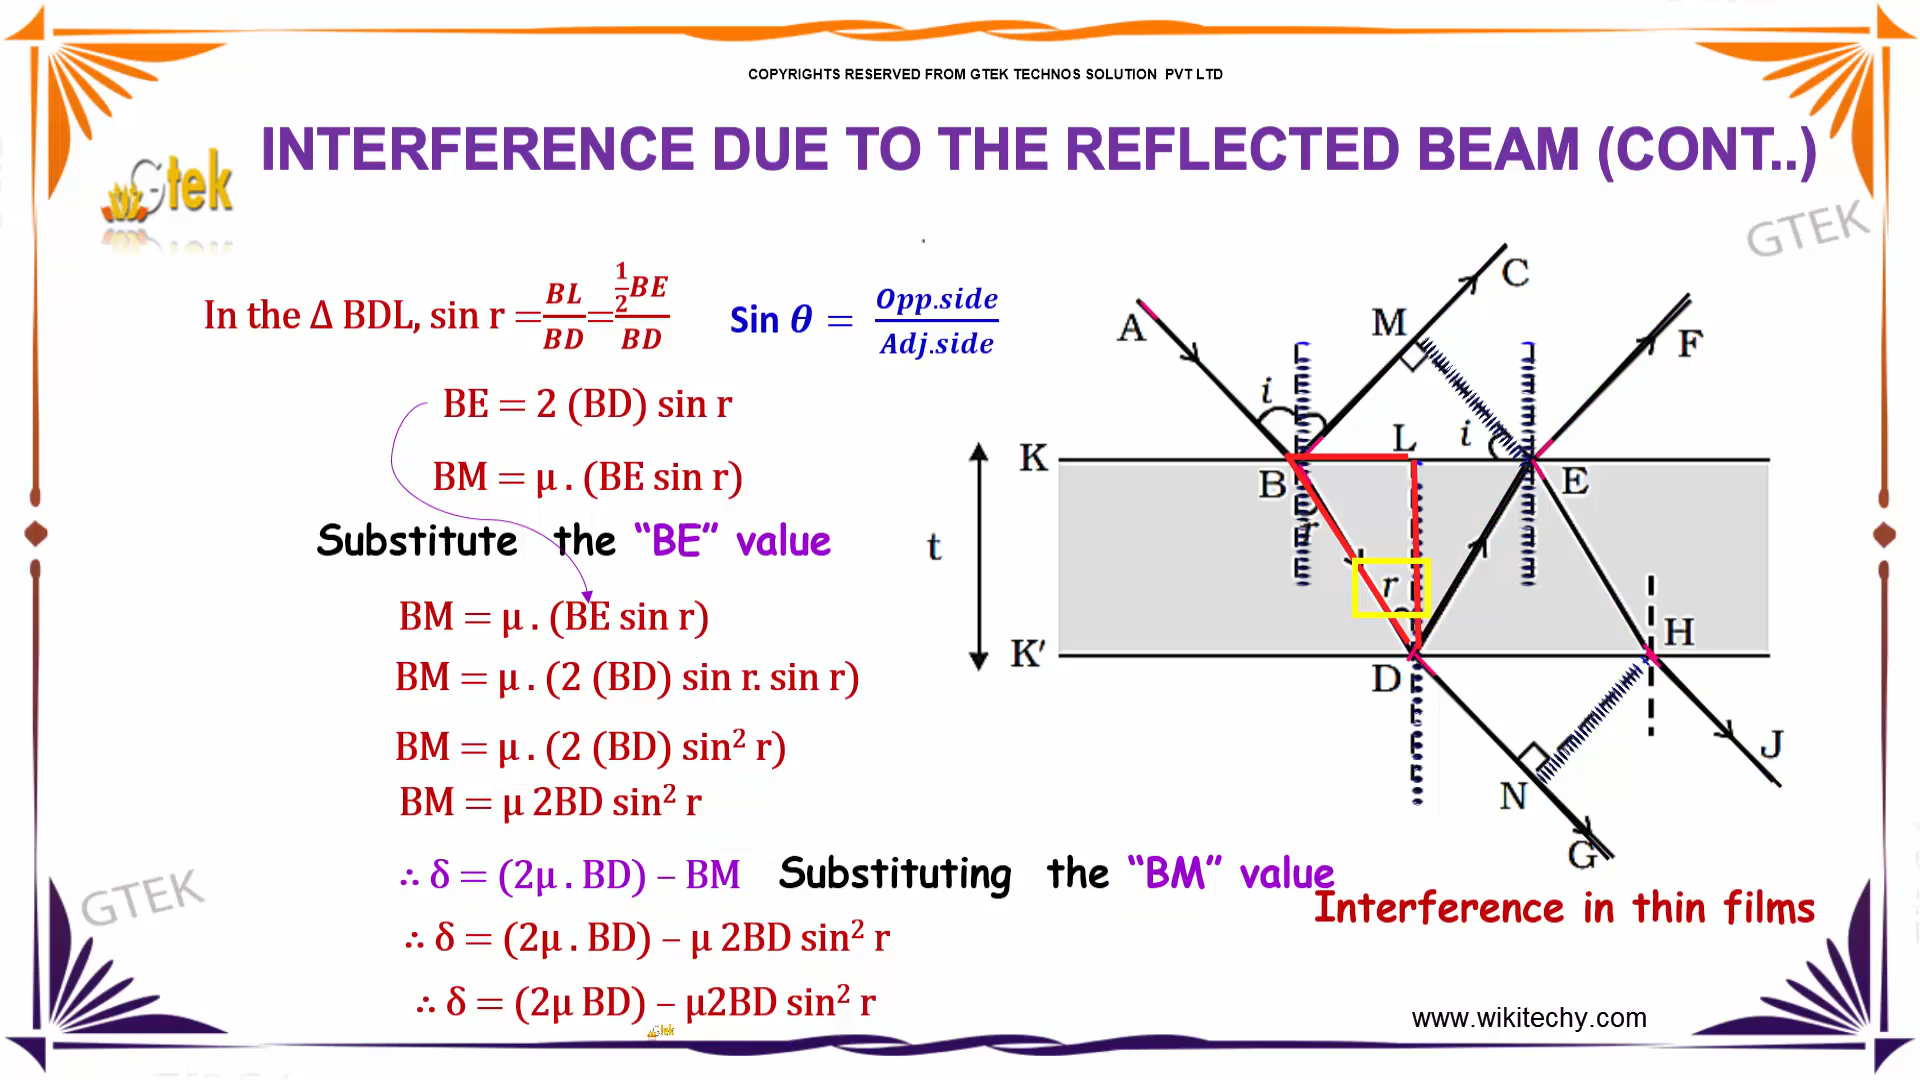 COPYRIGHTS RESERVED FROM GTEK TECHNOS SOLUTION PVT LTD
Gtek
INTERFERENCE DUE TO THE REFLECTED BEAM (CONT..)
GTEK
In the Δ BDL, sin r = BL/BD = ½BE/BD
Sin θ = Opp.side/Adj.side
BE = 2 (BD) sin r
BM = μ . (BE sin r)
Substitute the “BE” value
BM = μ . (BE sin r)
BM = μ . (2 (BD) sin r. sin r)
BM = μ . (2 (BD) sin² r)
BM = μ 2BD sin² r
∴ δ = (2μ . BD) – BM Substituting the “BM” value
∴ δ = (2μ . BD) – μ 2BD sin² r
∴ δ = (2μ BD) – μ2BD sin² r
C
M
A
F
i
L
i
K
B
E
r
t
r
H
K′
D
J
N
G
Interference in thin films
GTEK
Gtek
www.wikitechy.com